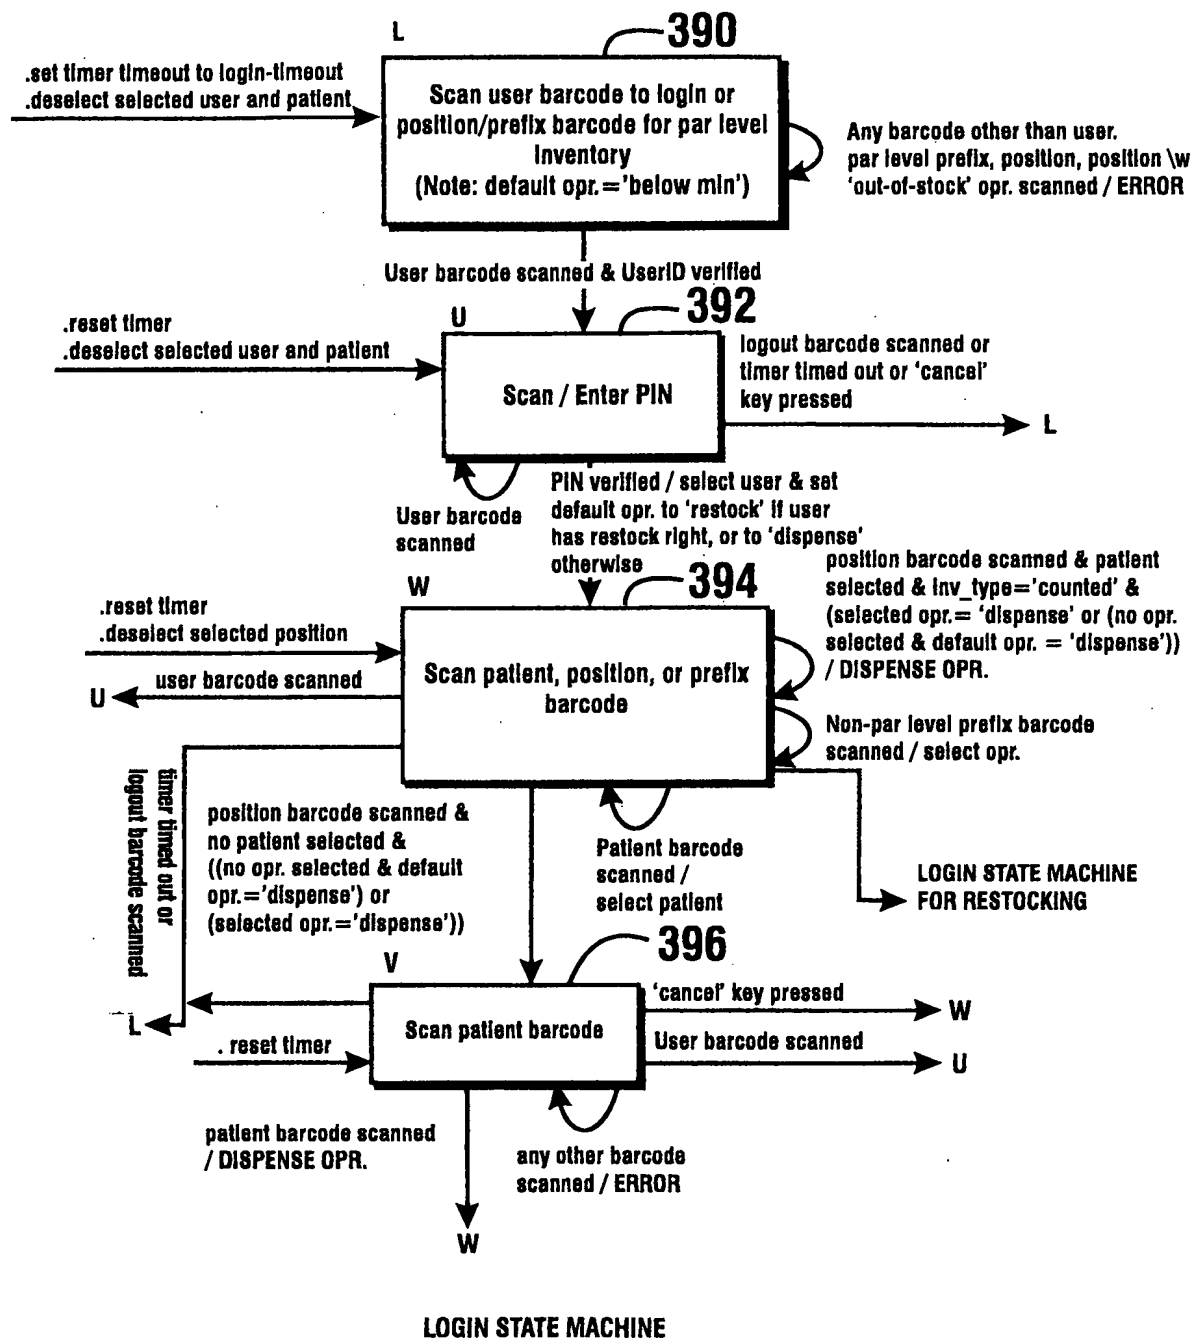 L
390
.set timer timeout to login-timeout
.deselect selected user and patient
Scan user barcode to login or
position/prefix barcode for par level
Inventory
(Note: default opr.='below min')
Any barcode other than user.
par level prefix, position, position \w
'out-of-stock' opr. scanned / ERROR
User barcode scanned & UserID verified
392
U
.reset timer
.deselect selected user and patient
Scan / Enter PIN
logout barcode scanned or
timer timed out or 'cancel'
key pressed
L
User barcode
scanned
PIN verified / select user & set
default opr. to 'restock' if user
has restock right, or to 'dispense'
otherwise
394
W
.reset timer
.deselect selected position
Scan patient, position, or prefix
barcode
position barcode scanned & patient
selected & inv_type='counted' &
(selected opr.= 'dispense' or (no opr.
selected & default opr. = 'dispense'))
/ DISPENSE OPR.
U
user barcode scanned
Non-par level prefix barcode
scanned / select opr.
timer timed out or
logout barcode scanned
position barcode scanned &
no patient selected &
((no opr. selected & default
opr.='dispense') or
(selected opr.='dispense'))
Patient barcode
scanned /
select patient
LOGIN STATE MACHINE
FOR RESTOCKING
396
V
L
Scan patient barcode
'cancel' key pressed
W
. reset timer
User barcode scanned
U
patient barcode scanned
/ DISPENSE OPR.
any other barcode
scanned / ERROR
W
LOGIN STATE MACHINE